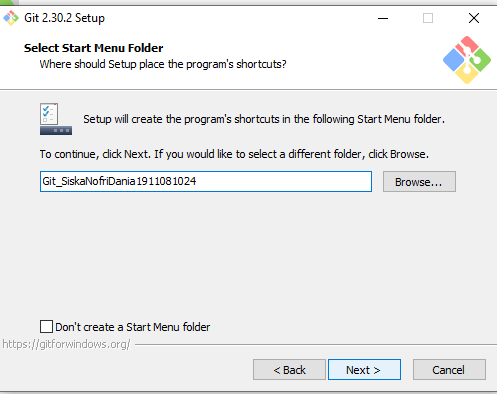 Git 2.30.2 Setup
Select Start Menu Folder
Where should Setup place the program's shortcuts?
Setup will create the program's shortcuts in the following Start Menu folder.
To continue, click Next. If you would like to select a different folder, click Browse.
Git_SiskaNofriDania1911081024
Browse...
Don't create a Start Menu folder
https://gitforwindows.org/
< Back
Next >
Cancel